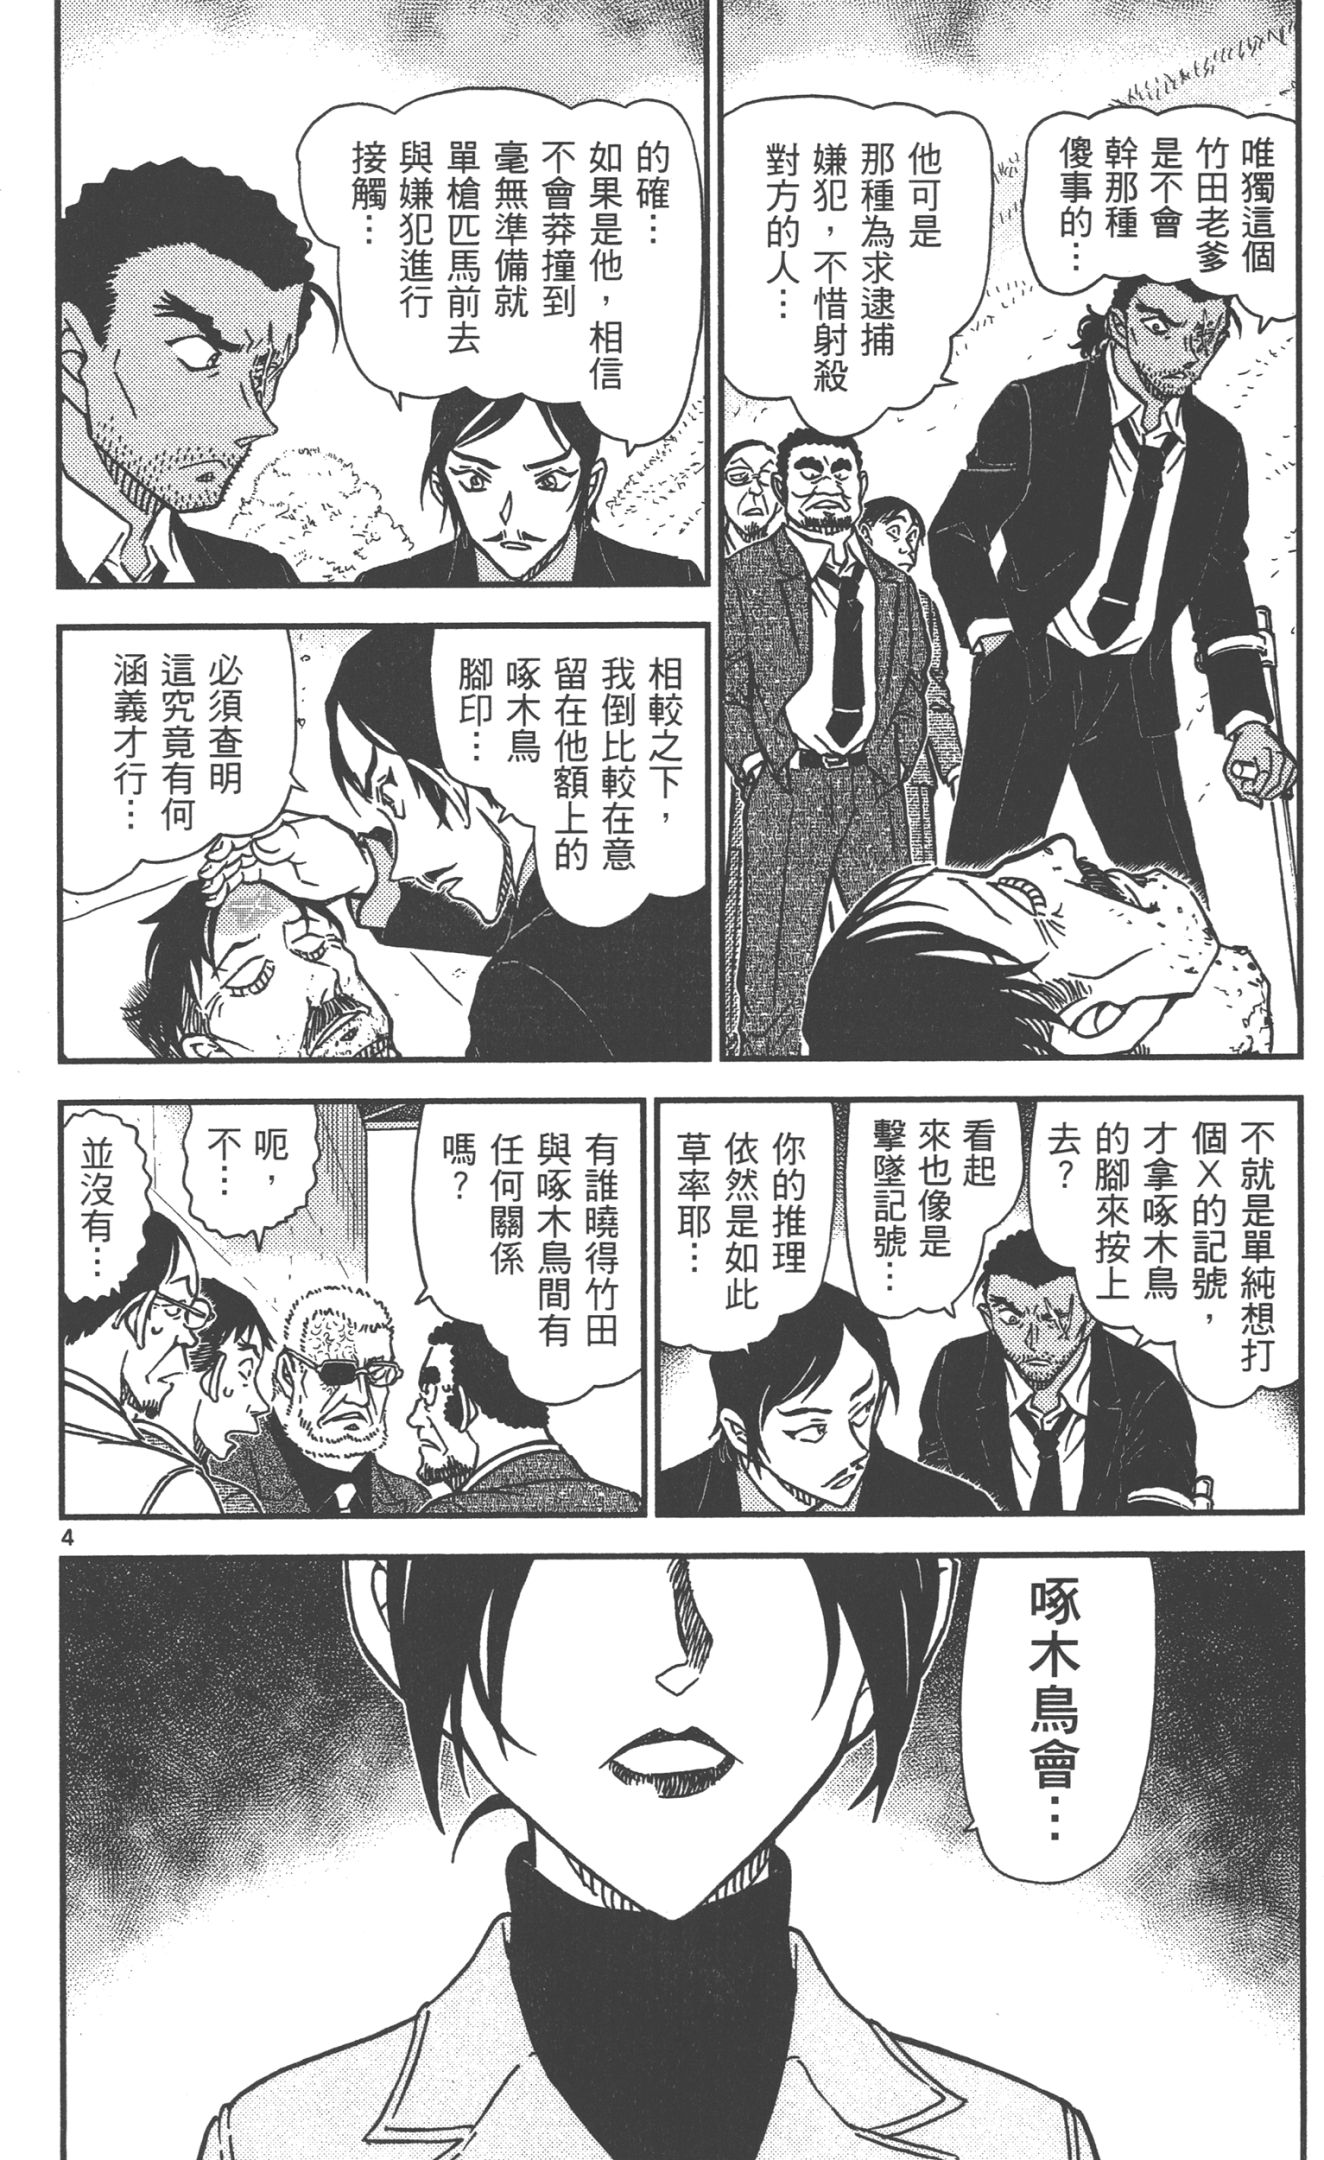 唯獨這個
竹田老爹
是不會
幹那種
傻事的…
他可是
那種為求逮捕
嫌犯，不惜射殺
對方的人…
的確…
如果是他，相信
不會莽撞到
毫無準備就
單槍匹馬前去
與嫌犯進行
接觸…
相較之下，
我倒比較在意
留在他額上的
啄木鳥
腳印…
必須查明
這究竟有何
涵義才行…
不就是單純想打
個X的記號，
才拿啄木鳥
的腳來按上
去？
看起
來也像是
擊墜記號…
你的推理
依然是如此
草率耶…
有誰曉得竹田
與啄木鳥間有
任何關係
嗎？
呃，
不…
並沒有…
4
啄木鳥會…